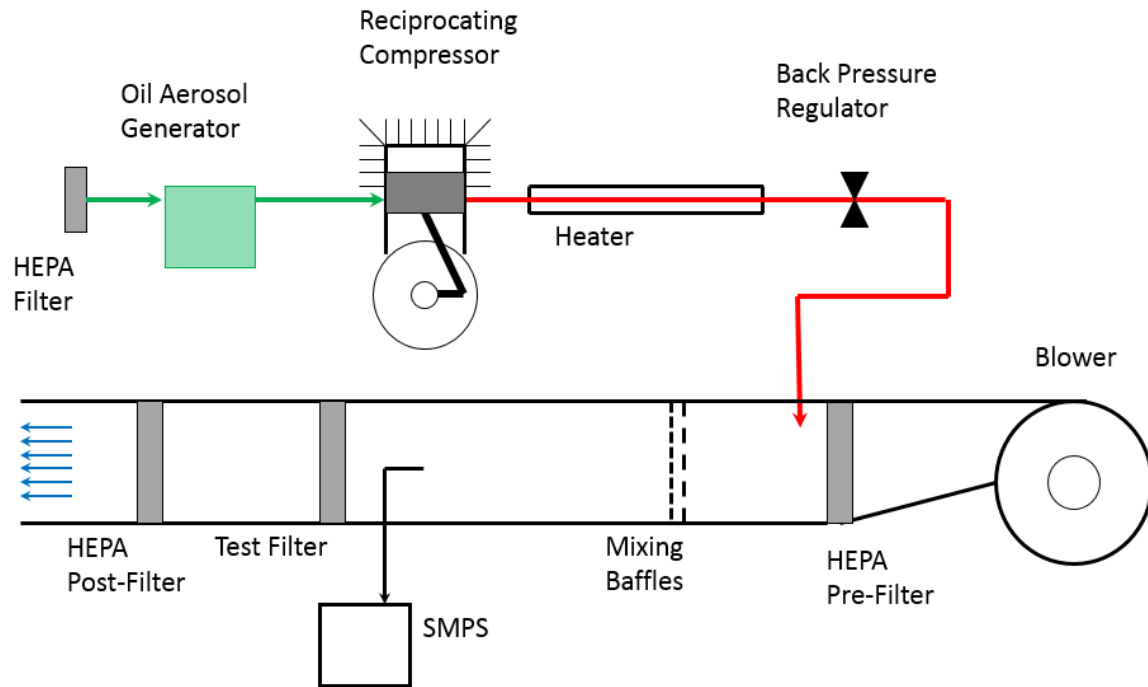 Reciprocating
Compressor
Back Pressure
Regulator
Oil Aerosol
Generator
HEPA
Filter
Heater
Blower
HEPA
Post-Filter
Test Filter
SMPS
Mixing
Baffles
HEPA
Pre-Filter